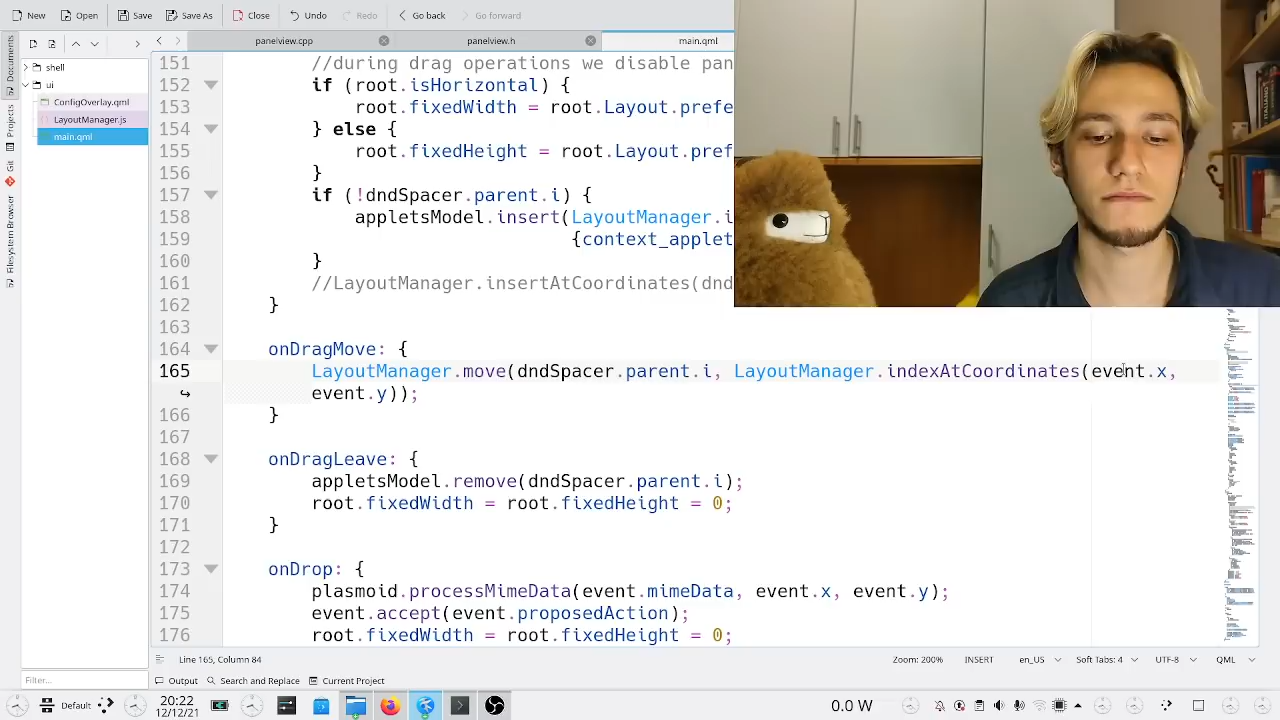 New
Open...
Save
Save As
Close
Undo
Redo
Go back
Go forward
panelview.cpp
panelview.h
main.qml
Documents
Projects
Git
Filesystem Browser
shell
ui
ConfigOverlay.qml
LayoutManager.js
main.qml
Filter...
151 //during drag operations we disable pan
152 if (root.isHorizontal) {
153 root.fixedWidth = root.Layout.prefe
154 } else {
155 root.fixedHeight = root.Layout.pref
156 }
157 if (!dndSpacer.parent.i) {
158 appletsModel.insert(LayoutManager.i
159 {context_applet
160 }
161 //LayoutManager.insertAtCoordinates(dnd
162 }
163
164 onDragMove: {
165 LayoutManager.move(dndSpacer.parent.i, LayoutManager.indexAtCoordinates(event.x,
event.y));
166 }
167
168 onDragLeave: {
169 appletsModel.remove(dndSpacer.parent.i);
170 root.fixedWidth = root.fixedHeight = 0;
171 }
172
173 onDrop: {
174 plasmoid.processMimeData(event.mimeData, event.x, event.y);
175 event.accept(event.proposedAction);
176 root.fixedWidth = root.fixedHeight = 0;
Line 165, Column 84
Zoom: 200%
INSERT
en_US
Soft Tabs: 4
UTF-8
QML
Output
Search and Replace
Current Project
Default
20:22
12/12/21
0.0 W